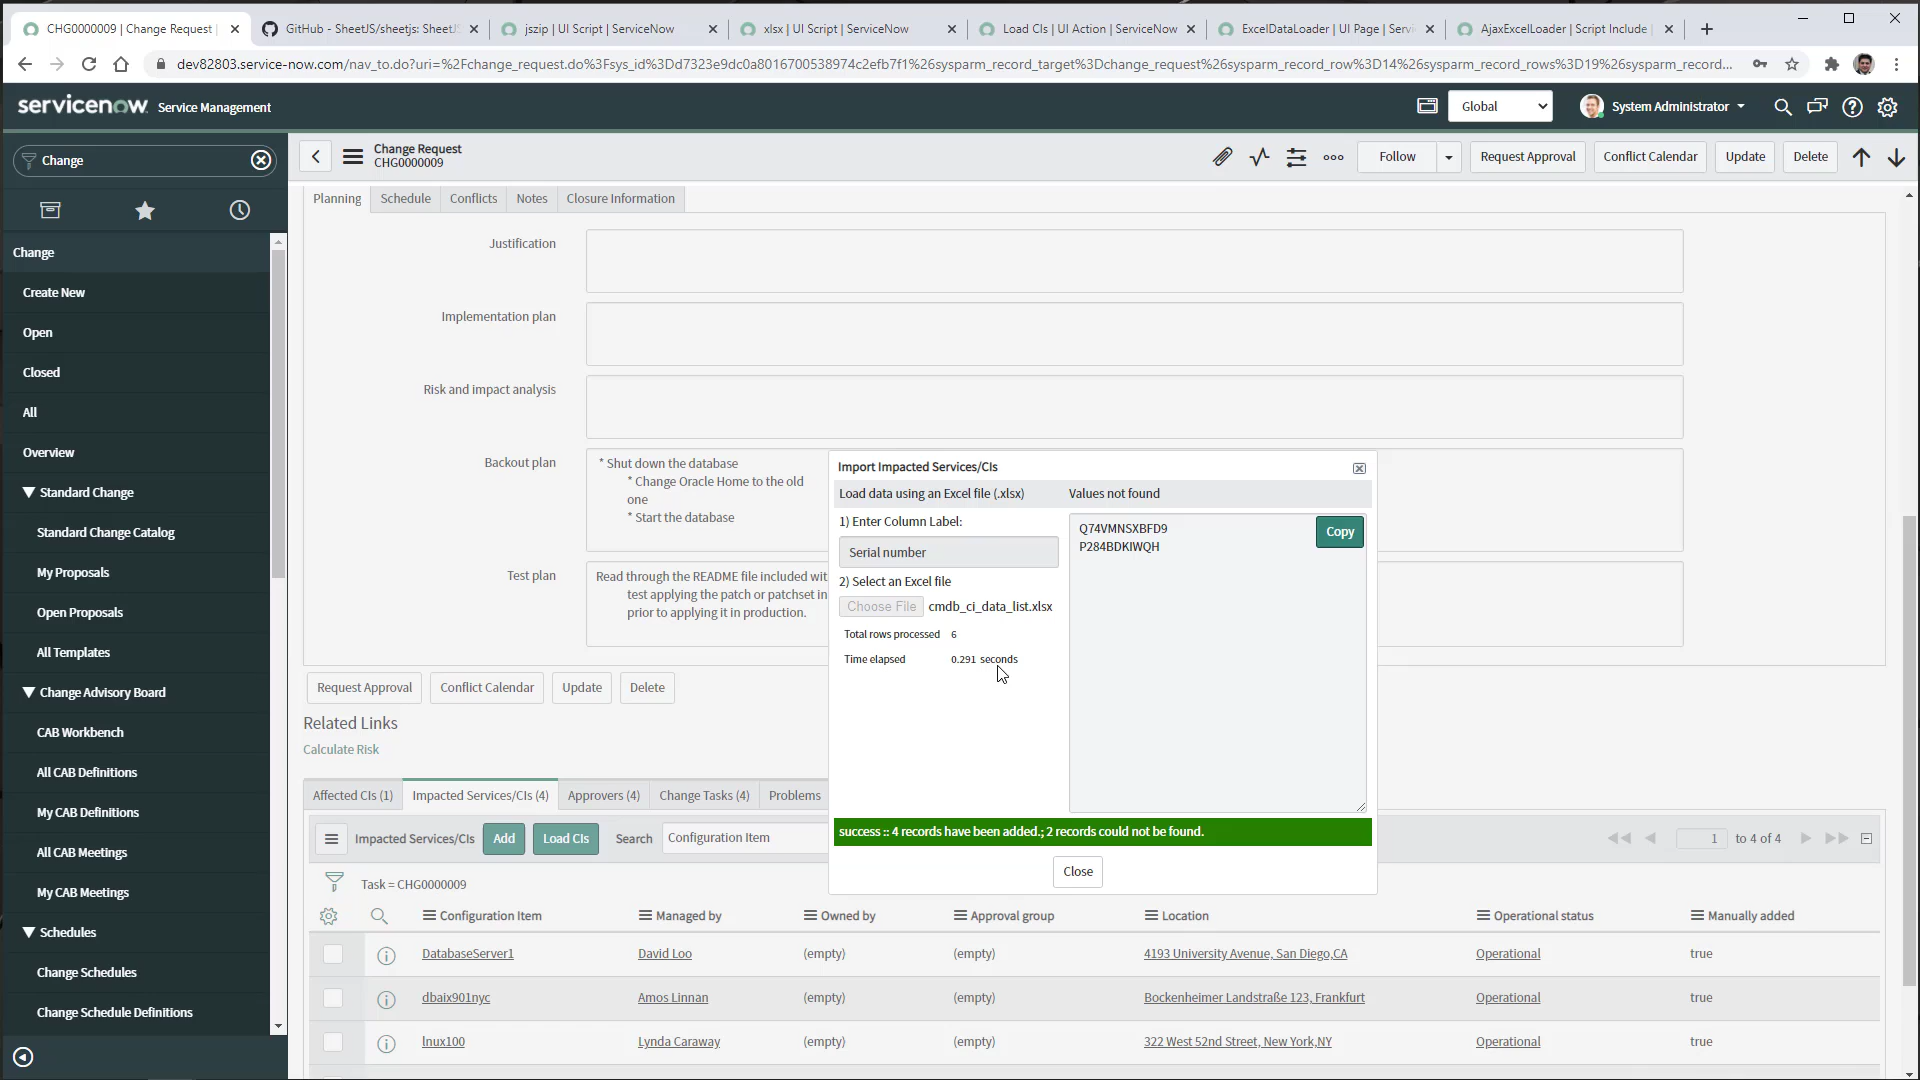 CHG0000009 | Change Request |
GitHub - SheetJS/sheetjs: SheetJ
jszip | UI Script | ServiceNow
xlsx | UI Script | ServiceNow
Load CIs | UI Action | ServiceNow
ExcelDataLoader | UI Page | Servi
AjaxExcelLoader | Script Include
dev82803.service-now.com/nav_to.do?uri=%2Fchange_request.do%3Fsys_id%3Dd7323e9dc0a8016700538974c2efb7f1%26sysparm_record_target%3Dchange_request%26sysparm_record_row%3D14%26sysparm_record_rows%3D19%26sysparm_record...
servicenow Service Management
Global
System Administrator
Change
Change Request
CHG0000009
Follow
Request Approval
Conflict Calendar
Update
Delete
Change
Create New
Open
Closed
All
Overview
Standard Change
Standard Change Catalog
My Proposals
Open Proposals
All Templates
Change Advisory Board
CAB Workbench
All CAB Definitions
My CAB Definitions
All CAB Meetings
My CAB Meetings
Schedules
Change Schedules
Change Schedule Definitions
Planning
Schedule
Conflicts
Notes
Closure Information
Justification
Implementation plan
Risk and impact analysis
Backout plan
* Shut down the database
* Change Oracle Home to the old
one
* Start the database
Test plan
Read through the README file included wit
test applying the patch or patchset in
prior to applying it in production.
Import Impacted Services/CIs
Load data using an Excel file (.xlsx)
Values not found
1) Enter Column Label:
Serial number
2) Select an Excel file
Choose File cmdb_ci_data_list.xlsx
Total rows processed 6
Time elapsed 0.291 seconds
Q74VMNSXBFD9
P284BDKIWQH
Copy
success :: 4 records have been added.; 2 records could not be found.
Close
Request Approval
Conflict Calendar
Update
Delete
Related Links
Calculate Risk
Affected CIs (1)
Impacted Services/CIs (4)
Approvers (4)
Change Tasks (4)
Problems
Impacted Services/CIs
Add
Load CIs
Search
Configuration Item
1 to 4 of 4
Task = CHG0000009
Configuration Item
Managed by
Owned by
Approval group
Location
Operational status
Manually added
DatabaseServer1 David Loo (empty) (empty) 4193 University Avenue, San Diego,CA Operational true
dbaix901nyc Amos Linnan (empty) (empty) Bockenheimer Landstraße 123, Frankfurt Operational true
lnux100 Lynda Caraway (empty) (empty) 322 West 52nd Street, New York,NY Operational true